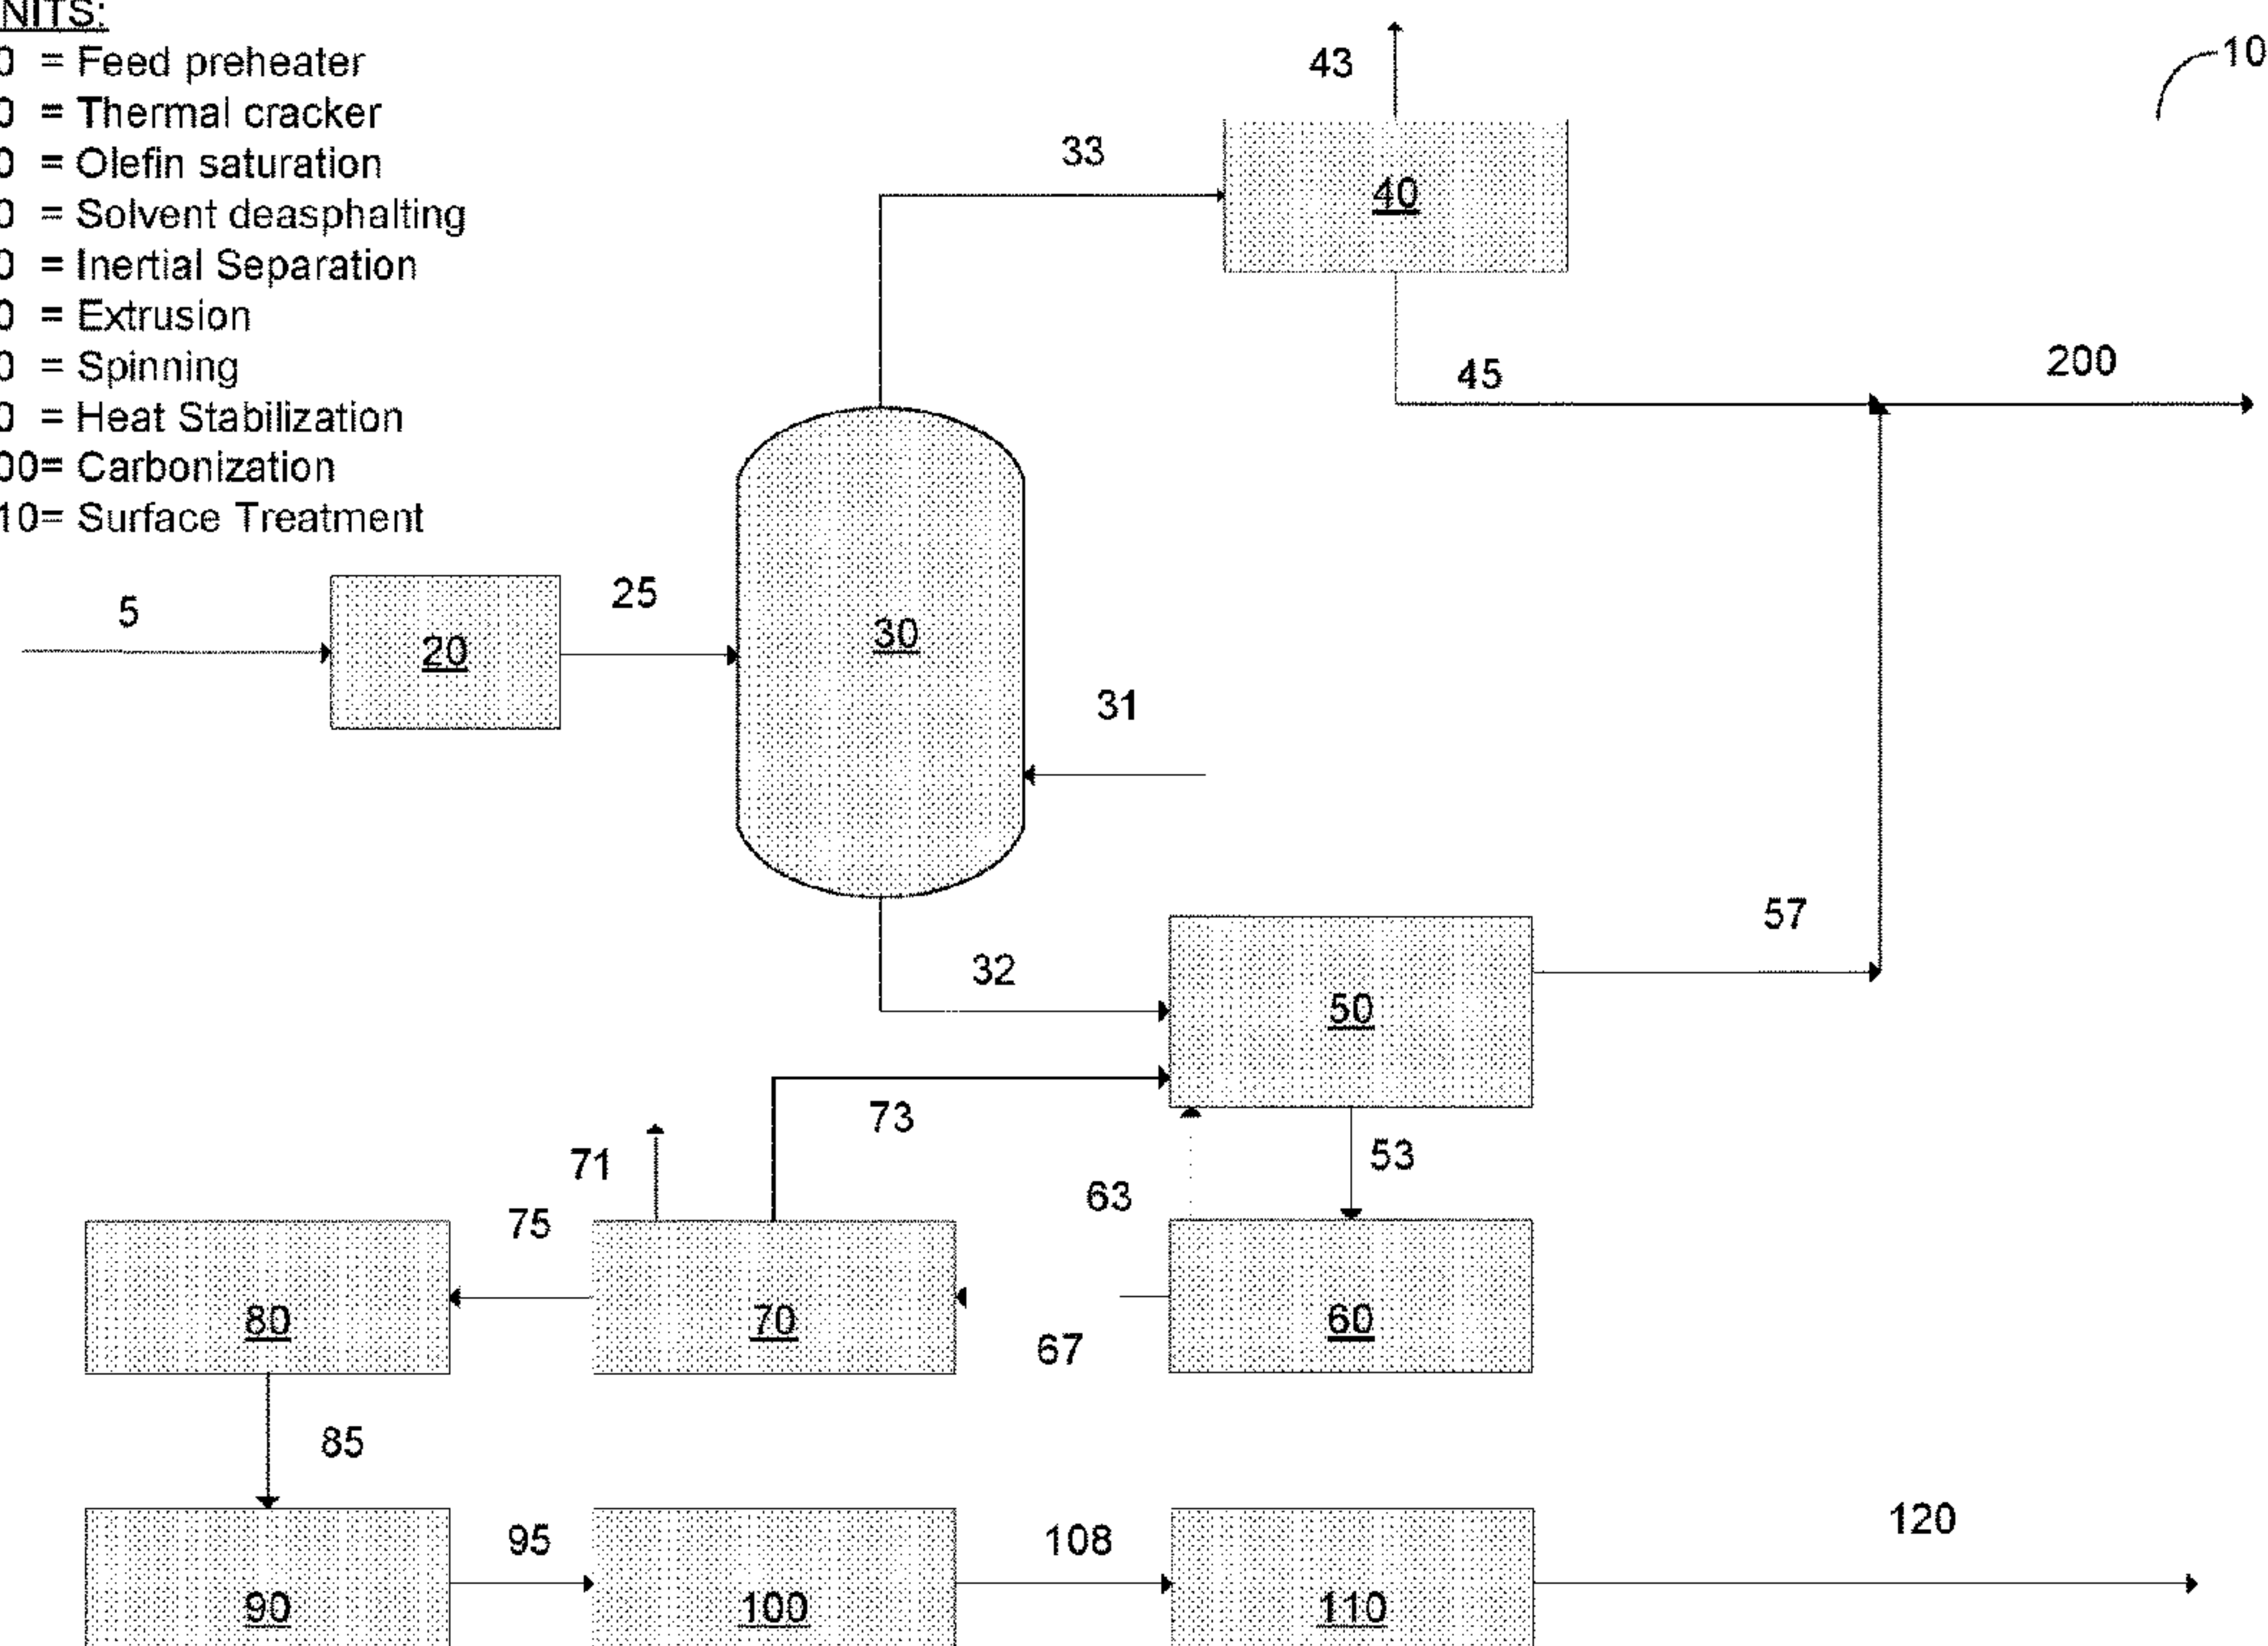 NITS:
0 = Feed preheater
0 = Thermal cracker
0 = Olefin saturation
0 = Solvent deasphalting
0 = Inertial Separation
0 = Extrusion
0 = Spinning
0 = Heat Stabilization
00= Carbonization
10= Surface Treatment
43
10
33
40
45
200
5
20
25
30
31
57
32
50
73
71
53
63
75
80
70
67
60
85
95
108
120
90
100
110